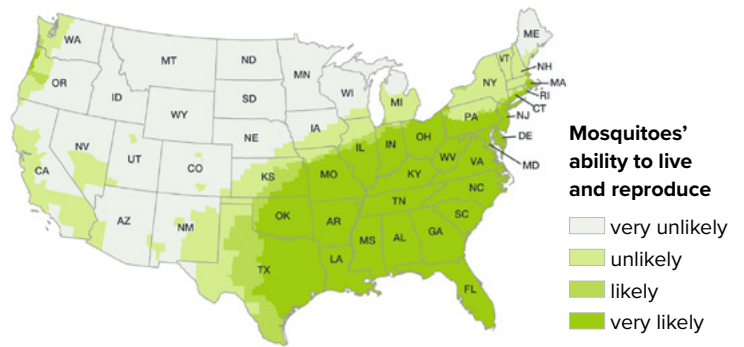 WA
MT
ND
MN
ME
VT
NH
MA
RI
CT
NY
OR
ID
WY
SD
WI
MI
PA
NJ
DE
MD
NV
UT
CO
NE
IA
IL
IN
OH
WV
VA
CA
KS
MO
KY
NC
AZ
NM
OK
AR
TN
SC
TX
LA
MS
AL
GA
FL
Mosquitoes’
ability to live
and reproduce
very unlikely
unlikely
likely
very likely